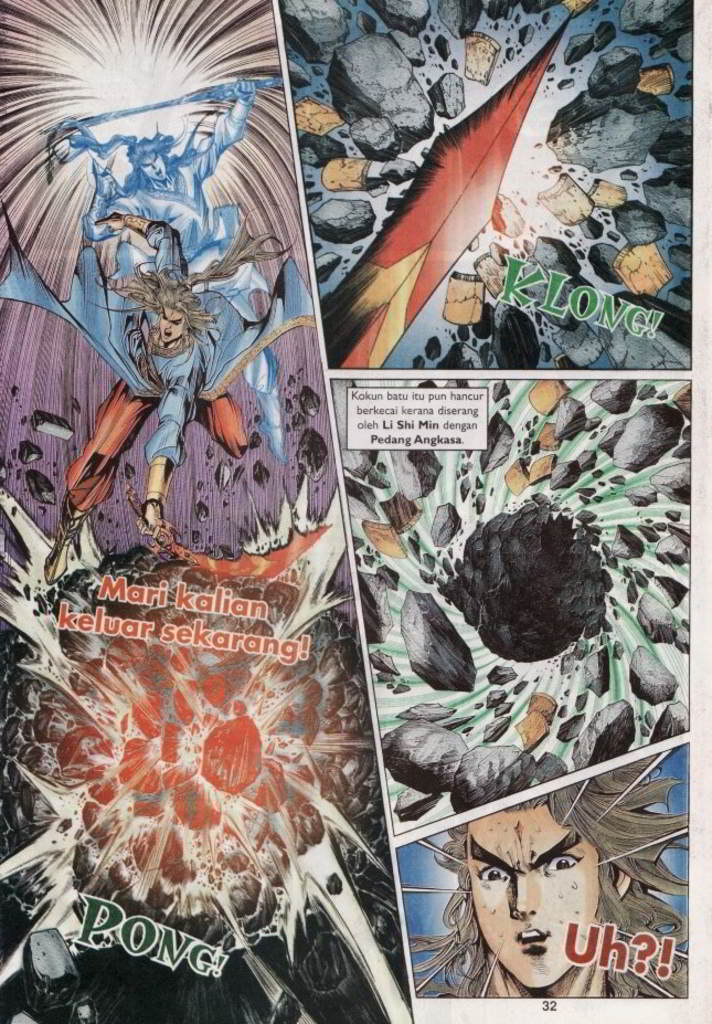 Mari kalian
keluar sekarang!
PONG!
KLONG!
Kokun batu itu pun hancur
berkecai kerana diserang
oleh Li Shi Min dengan
Pedang Angkasa.
Uh?!
32